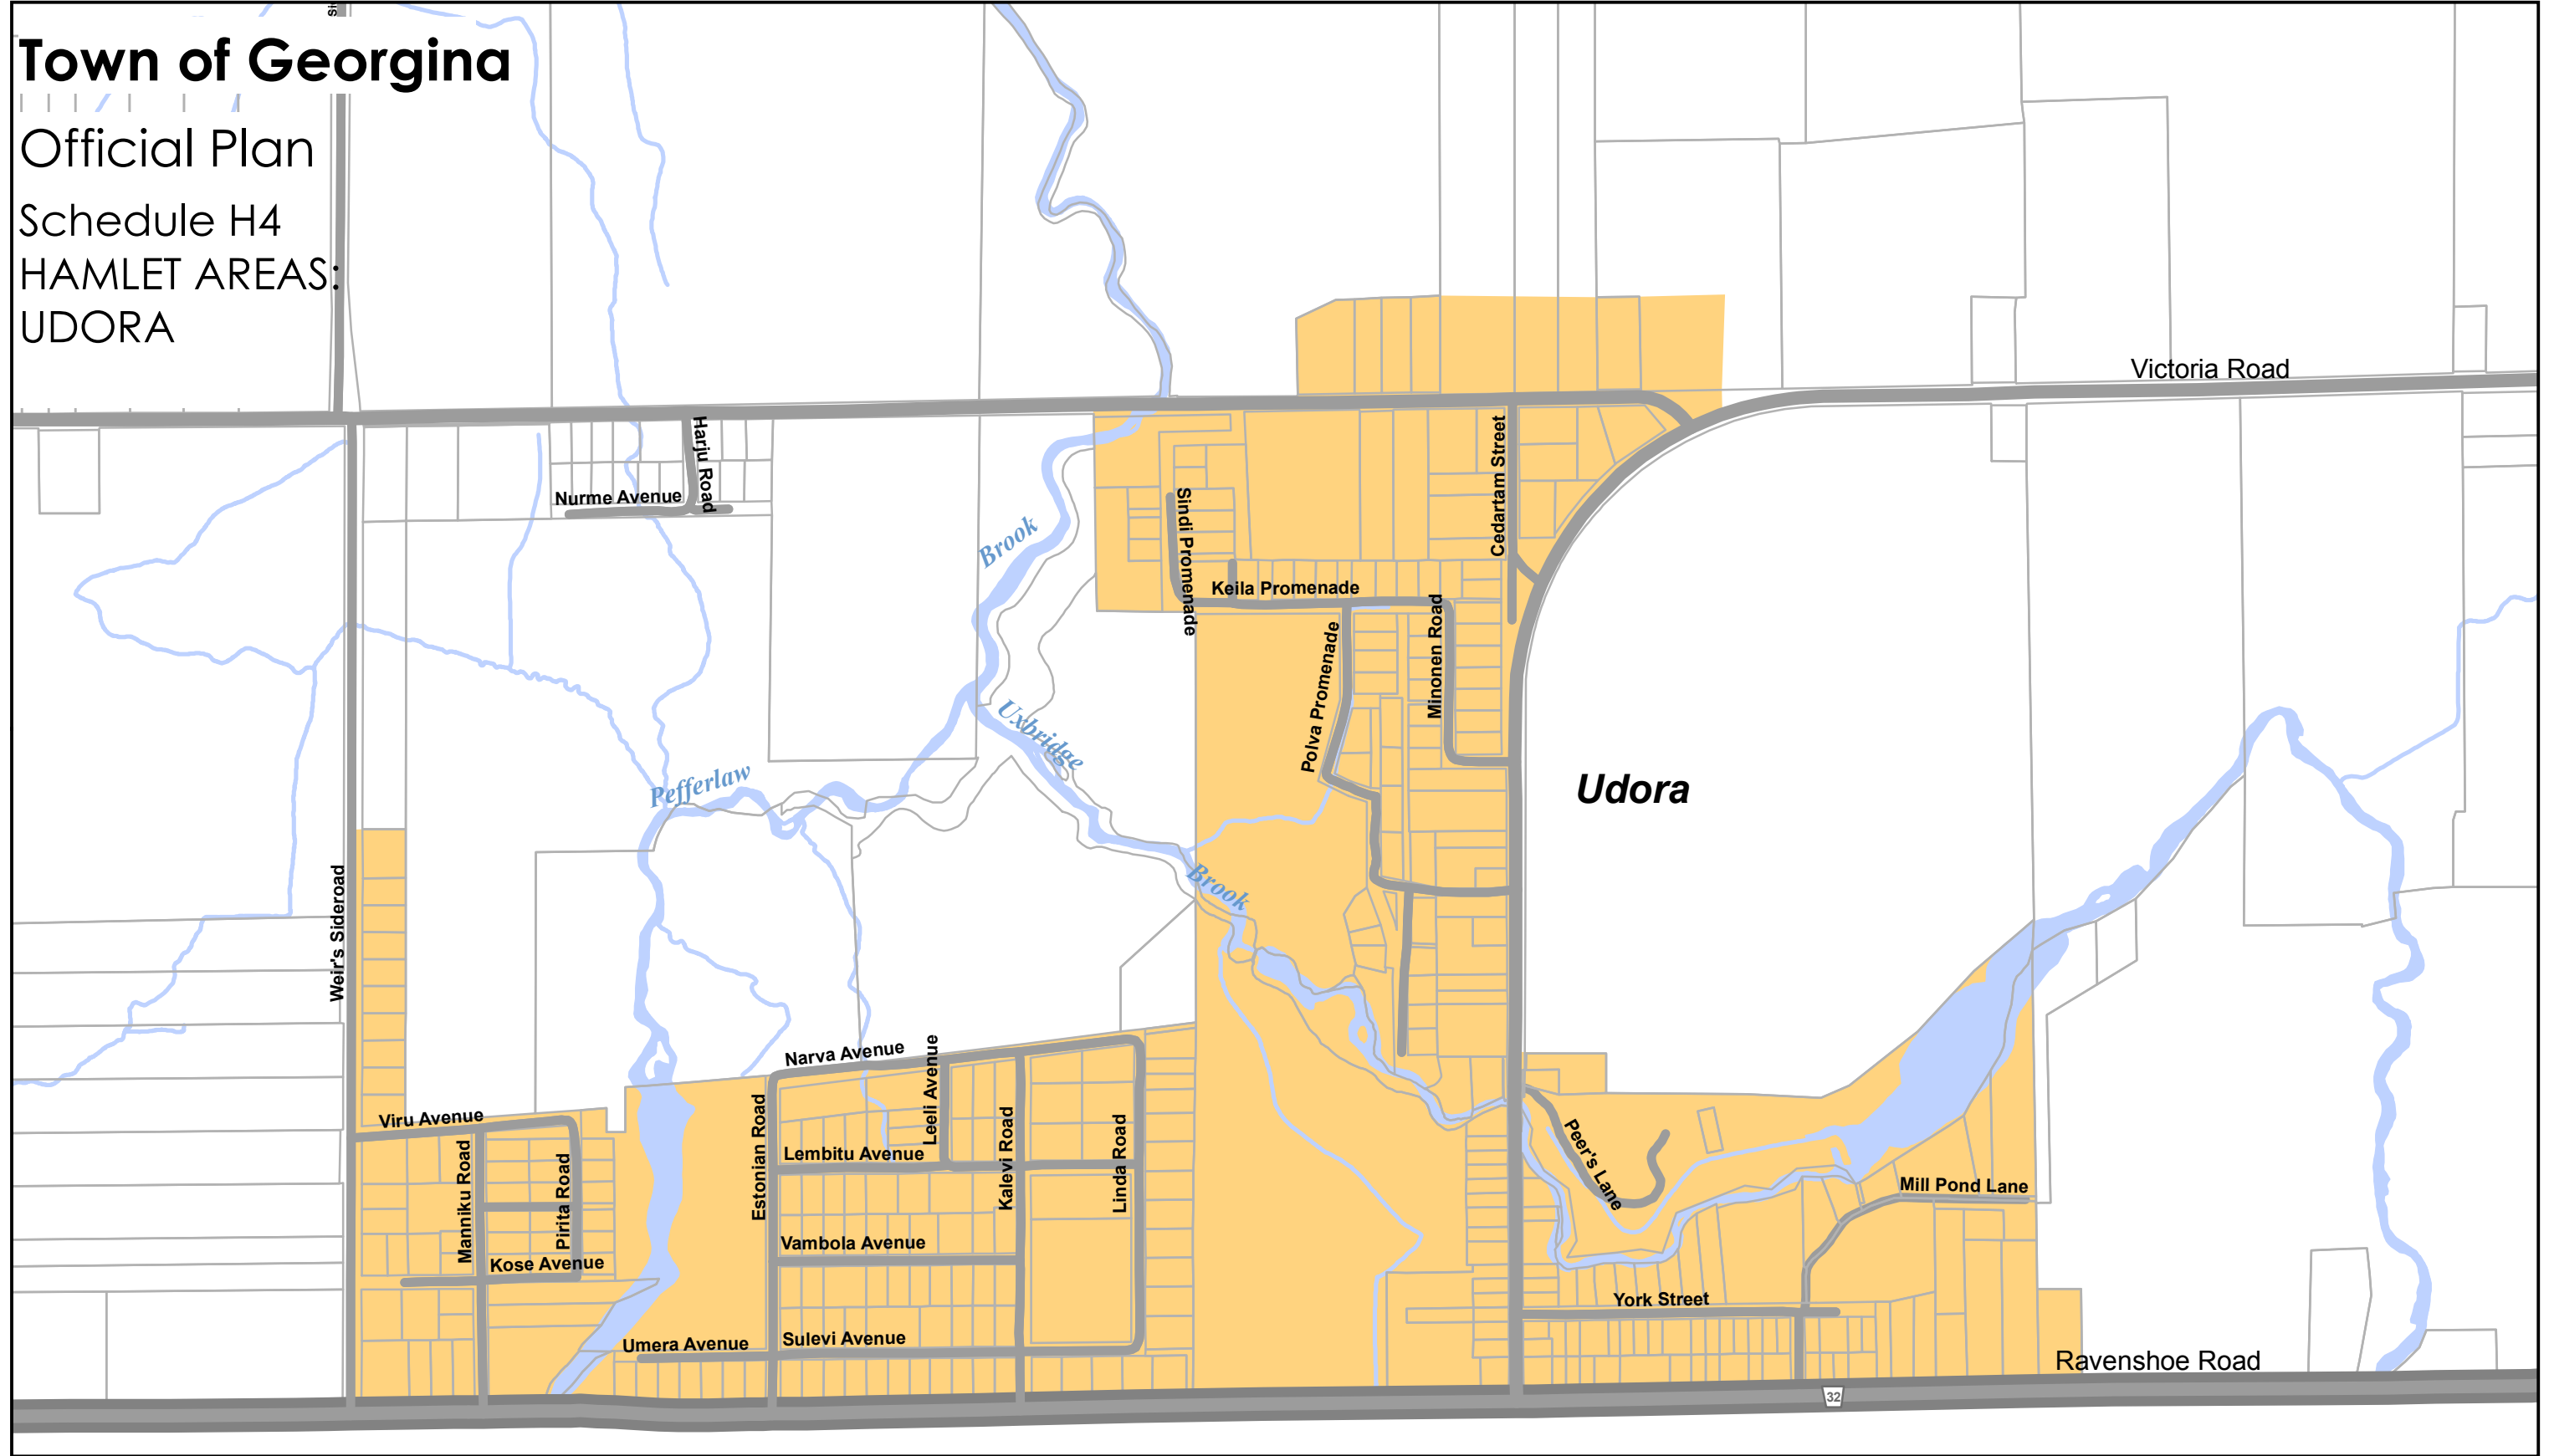 Town of Georgina
Official Plan
Schedule H4
HAMLET AREAS:
UDORA
Victoria Road
Harju Road
Nurme Avenue
Cedartam Street
Sindi Promenade
Brook
Keila Promenade
Minonen Road
Polva Promenade
Uxbridge
Pefferlaw
Udora
Brook
Weir's Sideroad
Narva Avenue
Leeli Avenue
Viru Avenue
Estonian Road
Kalevi Road
Linda Road
Lembitu Avenue
Peer's Lane
Manniku Road
Pirita Road
Mill Pond Lane
Vambola Avenue
Kose Avenue
York Street
Umera Avenue
Sulevi Avenue
Ravenshoe Road
32